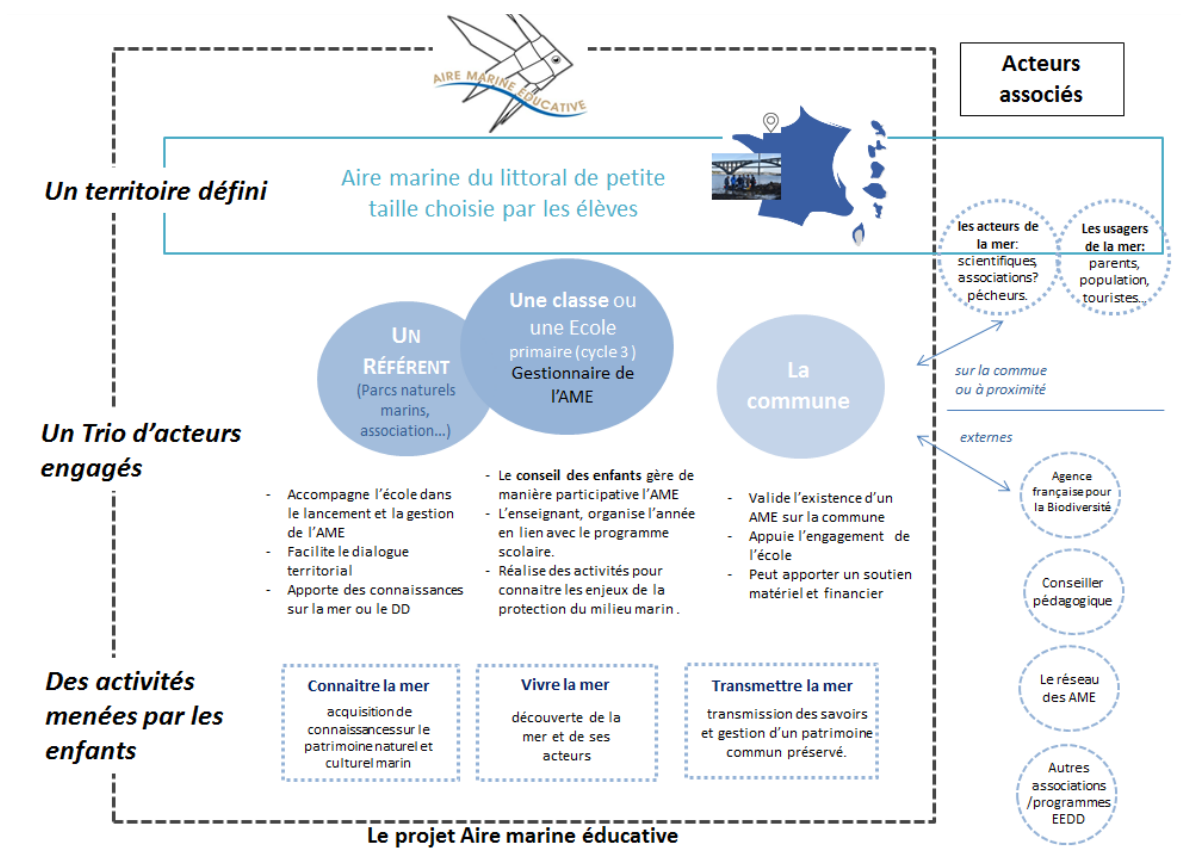 AIRE MARINE ÉDUCATIVE
Acteurs
associés
Un territoire défini
Aire marine du littoral de petite
taille choisie par les élèves
les acteurs de
la mer:
scientifiques,
associations?
pécheurs.
Les usagers
de la mer:
parents,
population,
touristes...
Un Trio d'acteurs
engagés
UN
RÉFÉRENT
(Parcs naturels
marins,
association...)
Une classe ou
une Ecole
primaire (cycle 3 )
Gestionnaire de
l'AME
La
commune
sur la commue
ou à proximité
externes
- Accompagne l'école dans
le lancement et la gestion
de l'AME
- Facilite le dialogue
territorial
- Apporte des connaissances
sur la mer ou le DD
- Le conseil des enfants gère de
manière participative l'AME
- L'enseignant, organise l'année
en lien avec le programme
scolaire.
- Réalise des activités pour
connaitre les enjeux de la
protection du milieu marin .
- Valide l'existence d'un
AME sur la commune
- Appuie l'engagement de
l'école
- Peut apporter un soutien
matériel et financier
Agence
française pour
la Biodiversité
Conseiller
pédagogique
Le réseau
des AME
Autres
associations
/programmes
EEDD
Des activités
menées par les
enfants
Connaitre la mer
acquisition de
connaissances sur le
patrimoine naturel et
culturel marin
Vivre la mer
découverte de la
mer et de ses
acteurs
Transmettre la mer
transmission des savoirs
et gestion d'un patrimoine
commun préservé.
Le projet Aire marine éducative